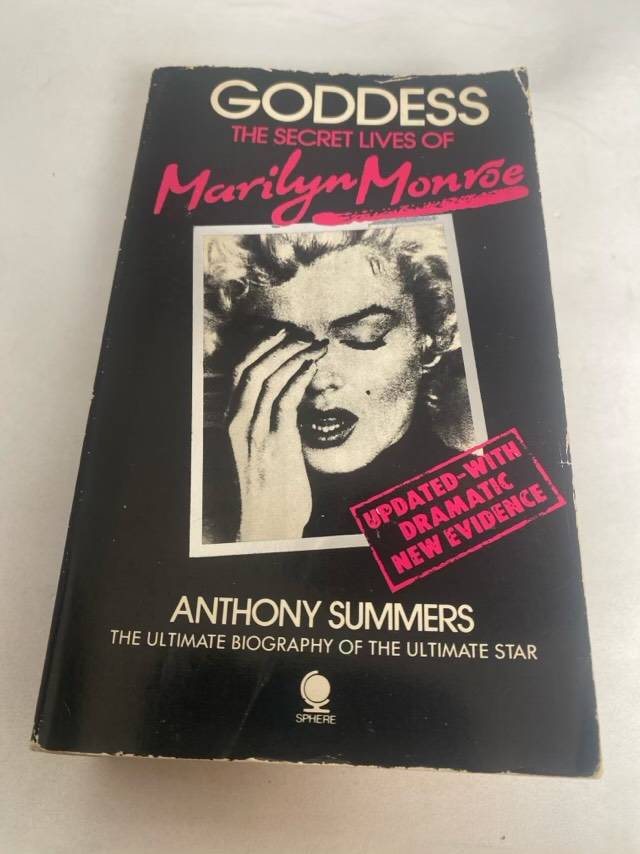 GODDESS
THE SECRET LIVES OF
Marilyn Monroe
UPDATED-WITH
DRAMATIC
NEW EVIDENCE
ANTHONY SUMMERS
THE ULTIMATE BIOGRAPHY OF THE ULTIMATE STAR
SPHERE